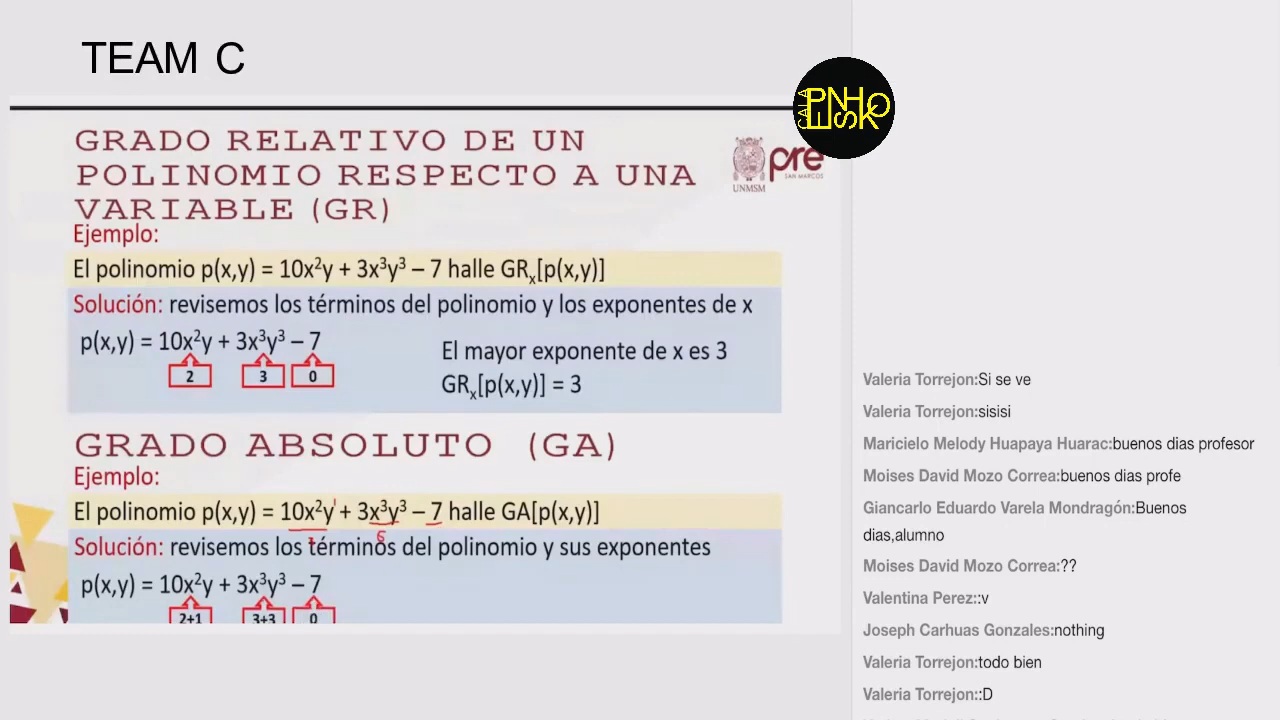 TEAM C
CALA
PENHO
ESK
GRADO RELATIVO DE UN
POLINOMIO RESPECTO A UNA
VARIABLE (GR)
pre
SAN MARCOS
UNMSM
Ejemplo:
El polinomio p(x,y) = 10x²y + 3x³y³ – 7 halle GRₓ[p(x,y)]
Solución: revisemos los términos del polinomio y los exponentes de x
p(x,y) = 10x²y + 3x³y³ – 7
2 3 0
El mayor exponente de x es 3
GRₓ[p(x,y)] = 3
GRADO ABSOLUTO (GA)
Ejemplo:
El polinomio p(x,y) = 10x²y + 3x³y³ – 7 halle GA[p(x,y)]
6
Solución: revisemos los términos del polinomio y sus exponentes
p(x,y) = 10x²y + 3x³y³ – 7
2+1 3+3 0
Valeria Torrejon:Si se ve
Valeria Torrejon:sisisi
Maricielo Melody Huapaya Huarac:buenos dias profesor
Moises David Mozo Correa:buenos dias profe
Giancarlo Eduardo Varela Mondragón:Buenos
dias,alumno
Moises David Mozo Correa:??
Valentina Perez::v
Joseph Carhuas Gonzales:nothing
Valeria Torrejon:todo bien
Valeria Torrejon::D